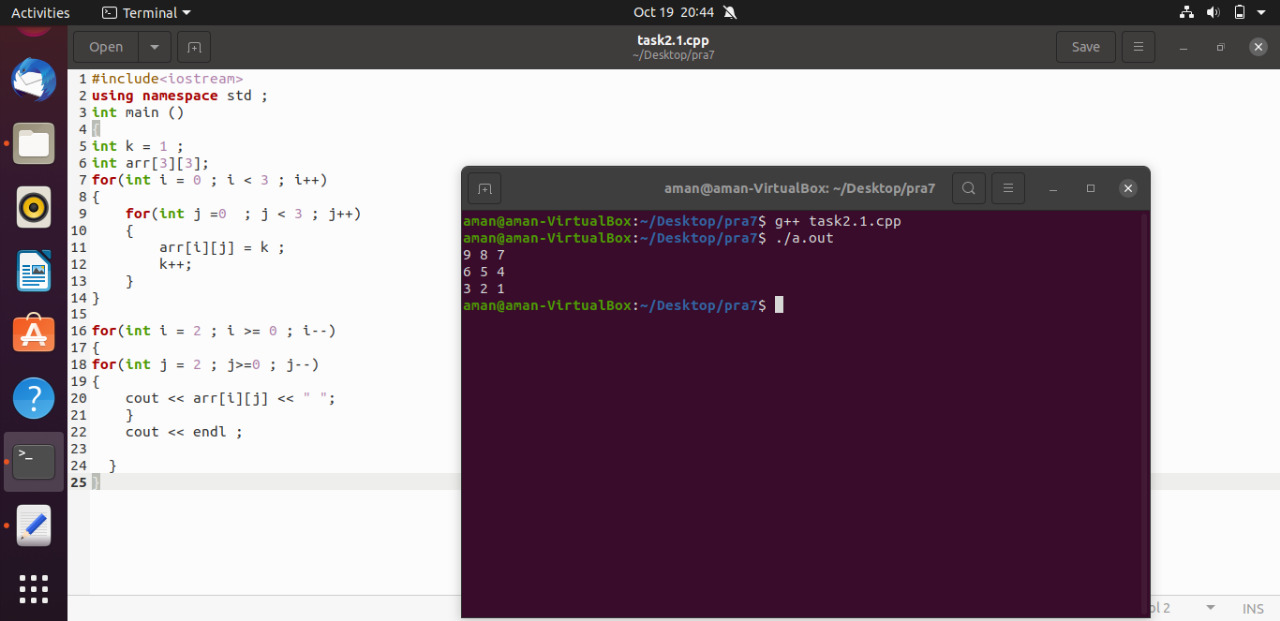 Activities
Terminal
Oct 19 20:44
Open
task2.1.cpp
~/Desktop/pra7
Save
1 #include<iostream>
2 using namespace std ;
3 int main ()
4 {
5 int k = 1 ;
6 int arr[3][3];
7 for(int i = 0 ; i < 3 ; i++)
8 {
9     for(int j =0  ; j < 3 ; j++)
10     {
11         arr[i][j] = k ;
12         k++;
13     }
14 }
15
16 for(int i = 2 ; i >= 0 ; i--)
17 {
18 for(int j = 2 ; j>=0 ; j--)
19 {
20     cout << arr[i][j] << " ";
21     }
22     cout << endl ;
23
24   }
25 }
aman@aman-VirtualBox: ~/Desktop/pra7
aman@aman-VirtualBox:~/Desktop/pra7$ g++ task2.1.cpp
aman@aman-VirtualBox:~/Desktop/pra7$ ./a.out
9 8 7
6 5 4
3 2 1
aman@aman-VirtualBox:~/Desktop/pra7$
ol 2
INS